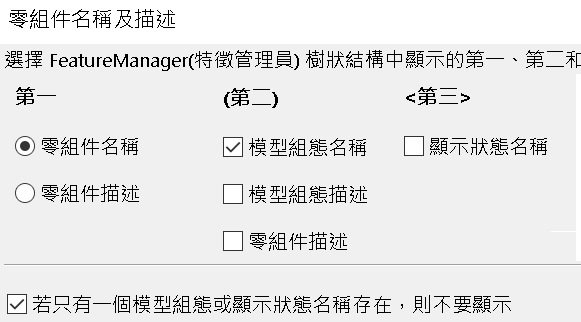 零組件名稱及描述
選擇 FeatureManager(特徵管理員) 樹狀結構中顯示的第一、第二和
第一 (第二) <第三>
零組件名稱 模型組態名稱 顯示狀態名稱
零組件描述 模型組態描述
零組件描述
若只有一個模型組態或顯示狀態名稱存在，則不要顯示